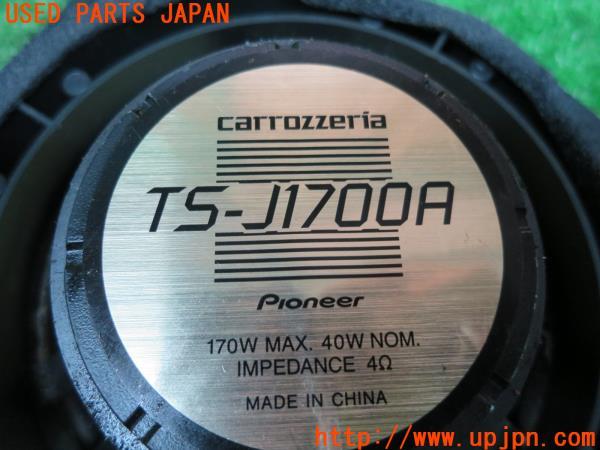 USED PARTS JAPAN
carrozzeria
TS-J1700A
Pioneer
170W MAX. 40W NOM.
IMPEDANCE 4Ω
MADE IN CHINA
http://www.upjpn.com/